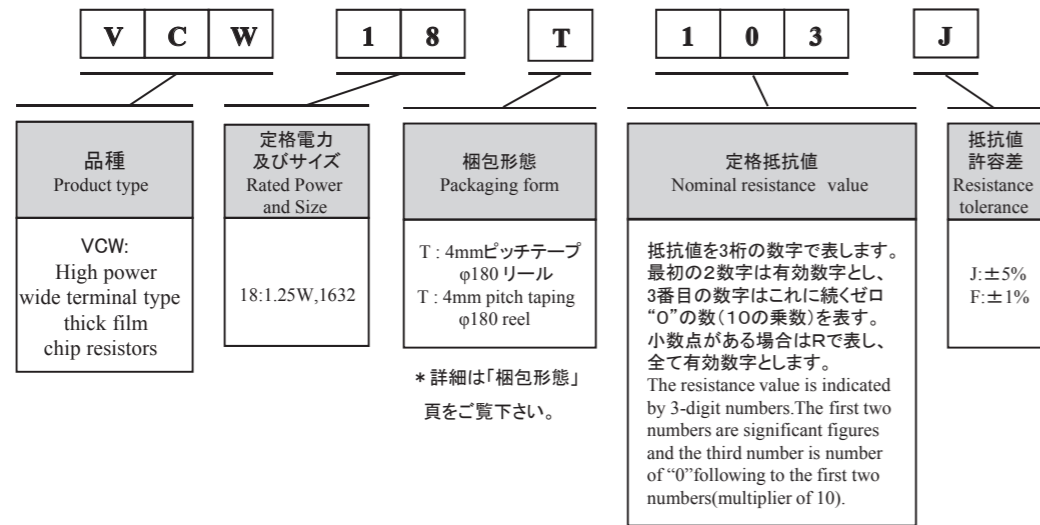 V C W 1 8 T 1 0 3 J
品種
Product type
VCW:
High power
wide terminal type
thick film
chip resistors
定格電力
及びサイズ
Rated Power
and Size
18:1.25W,1632
梱包形態
Packaging form
T : 4mmピッチテープ
φ180 リール
T : 4mm pitch taping
φ180 reel
＊詳細は「梱包形態」
頁をご覧下さい。
定格抵抗値
Nominal resistance value
抵抗値を3桁の数字で表します。
最初の2数字は有効数字とし、
3番目の数字はこれに続くゼロ
“0”の数(10の乗数)を表す。
小数点がある場合はRで表し、
全て有効数字とします。
The resistance value is indicated
by 3-digit numbers.The first two
numbers are significant figures
and the third number is number
of “0”following to the first two
numbers(multiplier of 10).
抵抗値
許容差
Resistance
tolerance
J:±5%
F:±1%